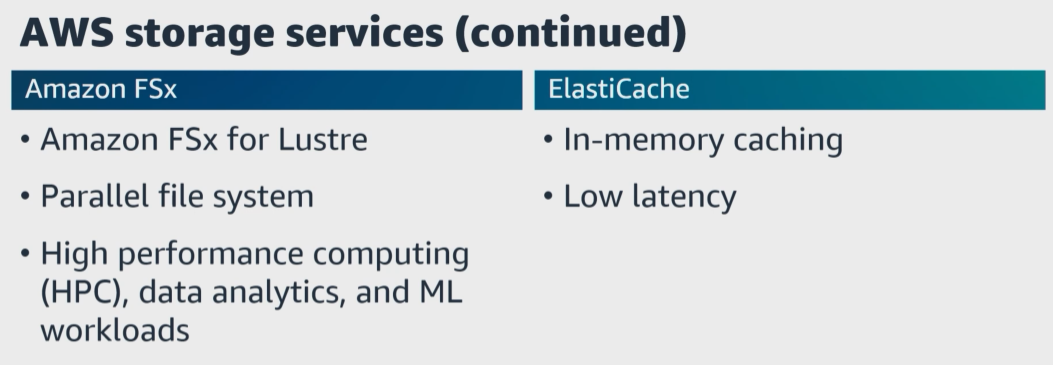 AWS storage services (continued)
Amazon FSx
• Amazon FSx for Lustre
• Parallel file system
• High performance computing
(HPC), data analytics, and ML
workloads
ElastiCache
• In-memory caching
• Low latency